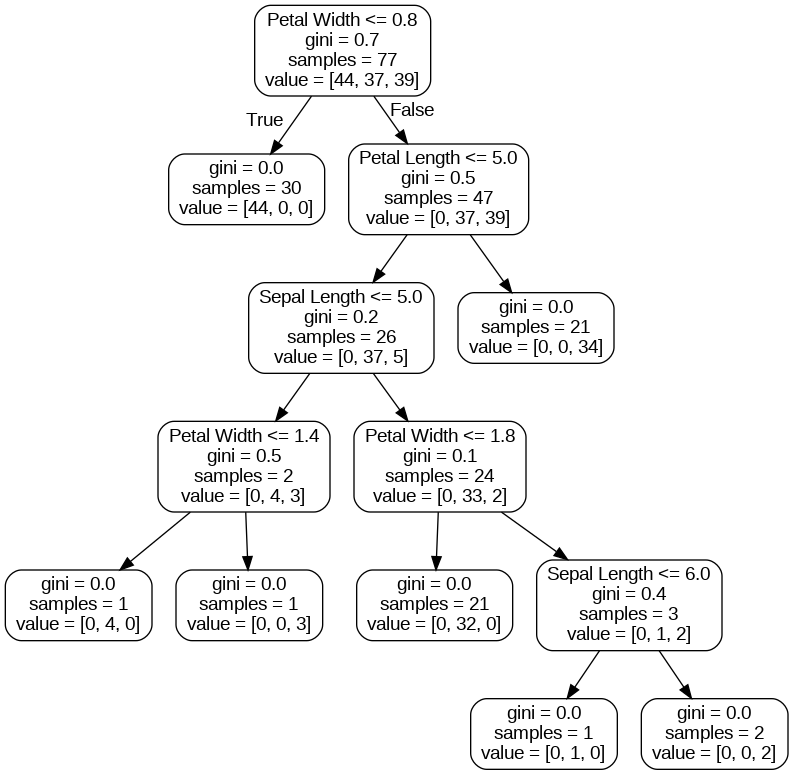 Petal Width <= 0.8
gini = 0.7
samples = 77
value = [44, 37, 39]
True
False
gini = 0.0
samples = 30
value = [44, 0, 0]
Petal Length <= 5.0
gini = 0.5
samples = 47
value = [0, 37, 39]
Sepal Length <= 5.0
gini = 0.2
samples = 26
value = [0, 37, 5]
gini = 0.0
samples = 21
value = [0, 0, 34]
Petal Width <= 1.4
gini = 0.5
samples = 2
value = [0, 4, 3]
Petal Width <= 1.8
gini = 0.1
samples = 24
value = [0, 33, 2]
gini = 0.0
samples = 1
value = [0, 4, 0]
gini = 0.0
samples = 1
value = [0, 0, 3]
gini = 0.0
samples = 21
value = [0, 32, 0]
Sepal Length <= 6.0
gini = 0.4
samples = 3
value = [0, 1, 2]
gini = 0.0
samples = 1
value = [0, 1, 0]
gini = 0.0
samples = 2
value = [0, 0, 2]